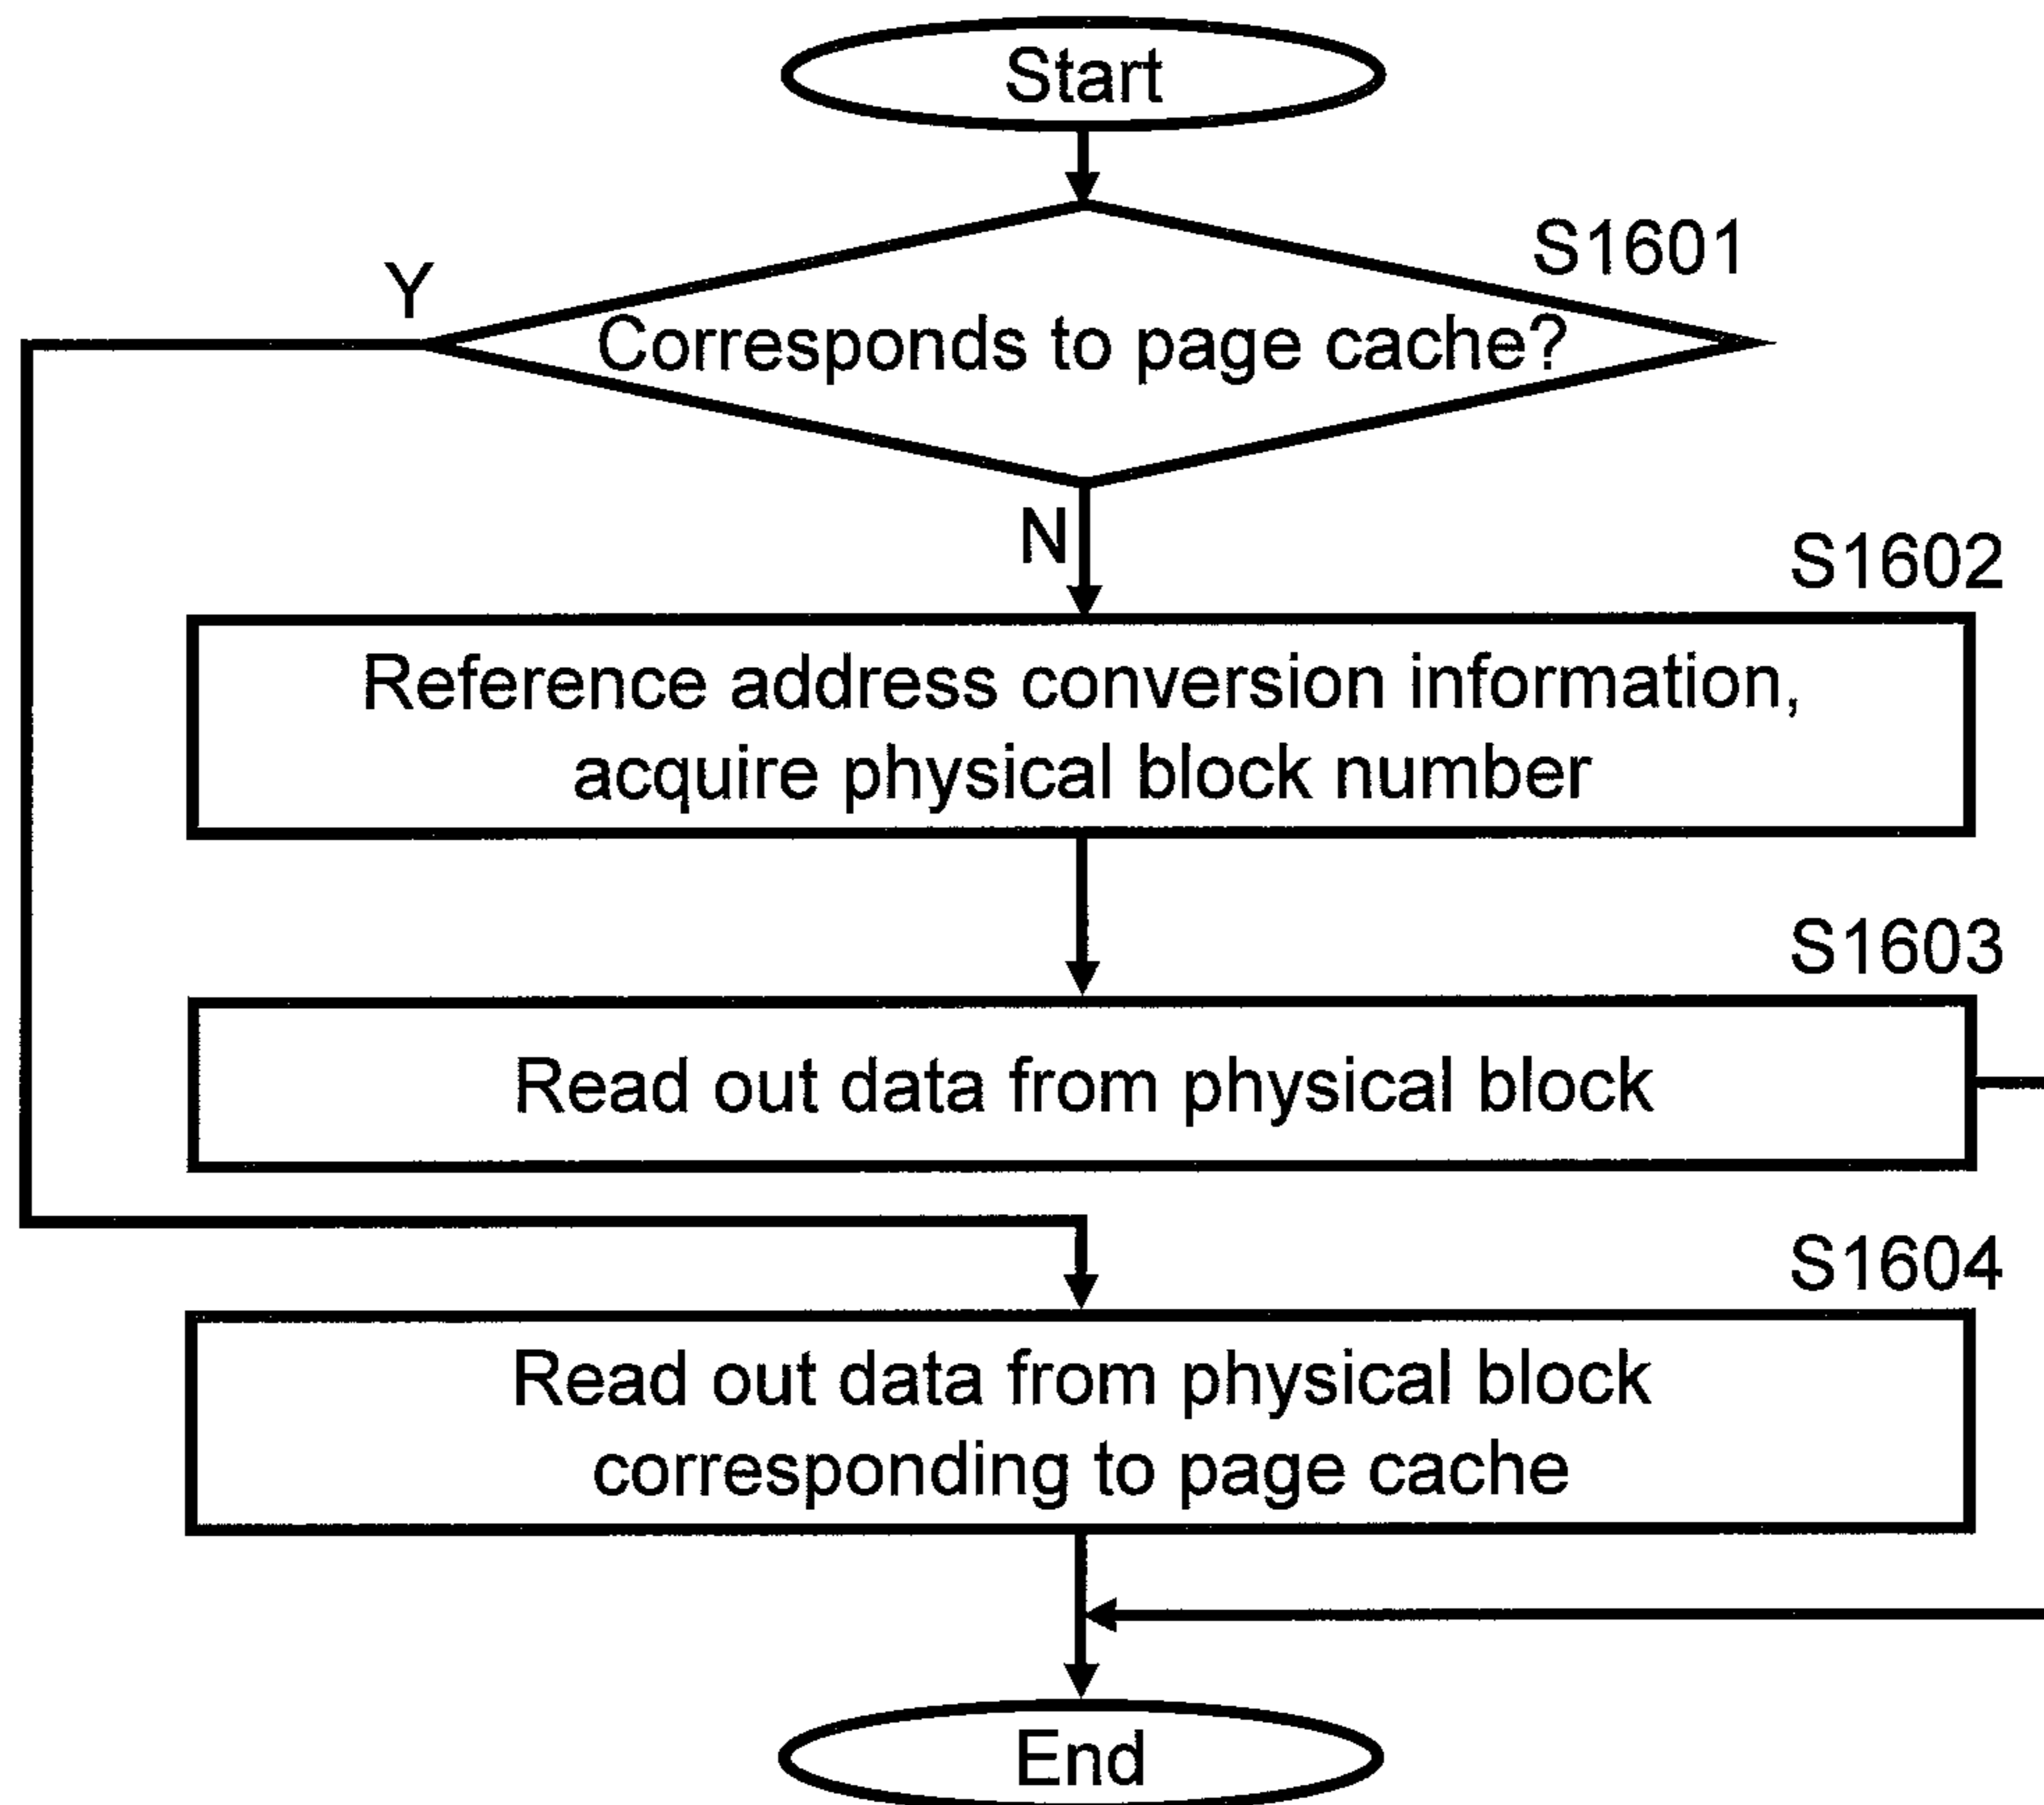 Start
S1601
Y
Corresponds to page cache?
N
S1602
Reference address conversion information,
acquire physical block number
S1603
Read out data from physical block
S1604
Read out data from physical block
corresponding to page cache
End